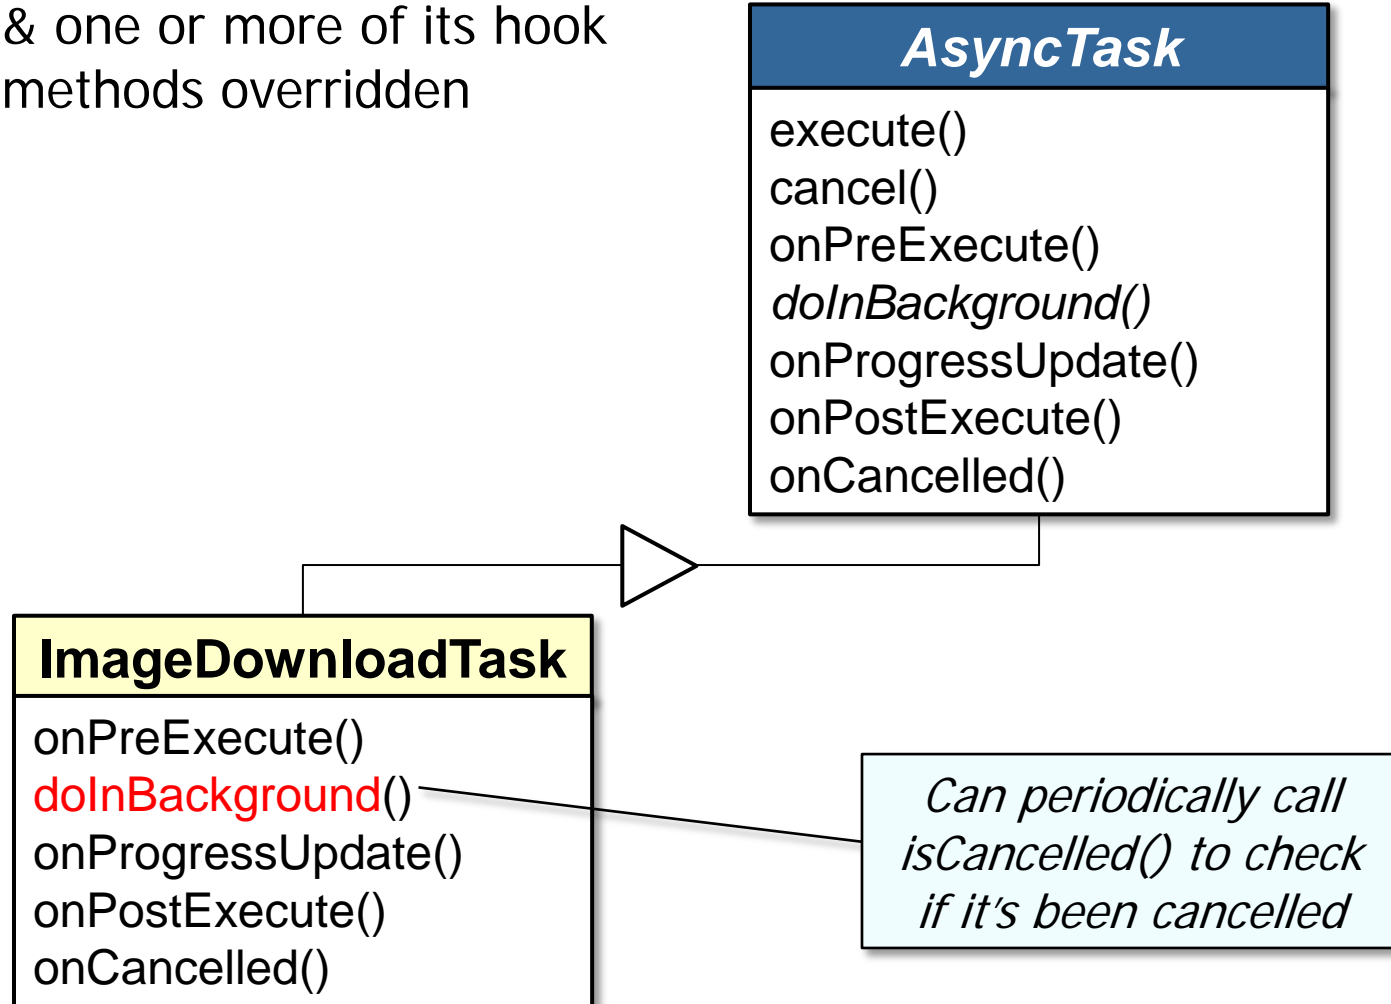 & one or more of its hook
methods overridden
AsyncTask
execute()
cancel()
onPreExecute()
doInBackground()
onProgressUpdate()
onPostExecute()
onCancelled()
ImageDownloadTask
onPreExecute()
doInBackground()
onProgressUpdate()
onPostExecute()
onCancelled()
Can periodically call
isCancelled() to check
if it's been cancelled